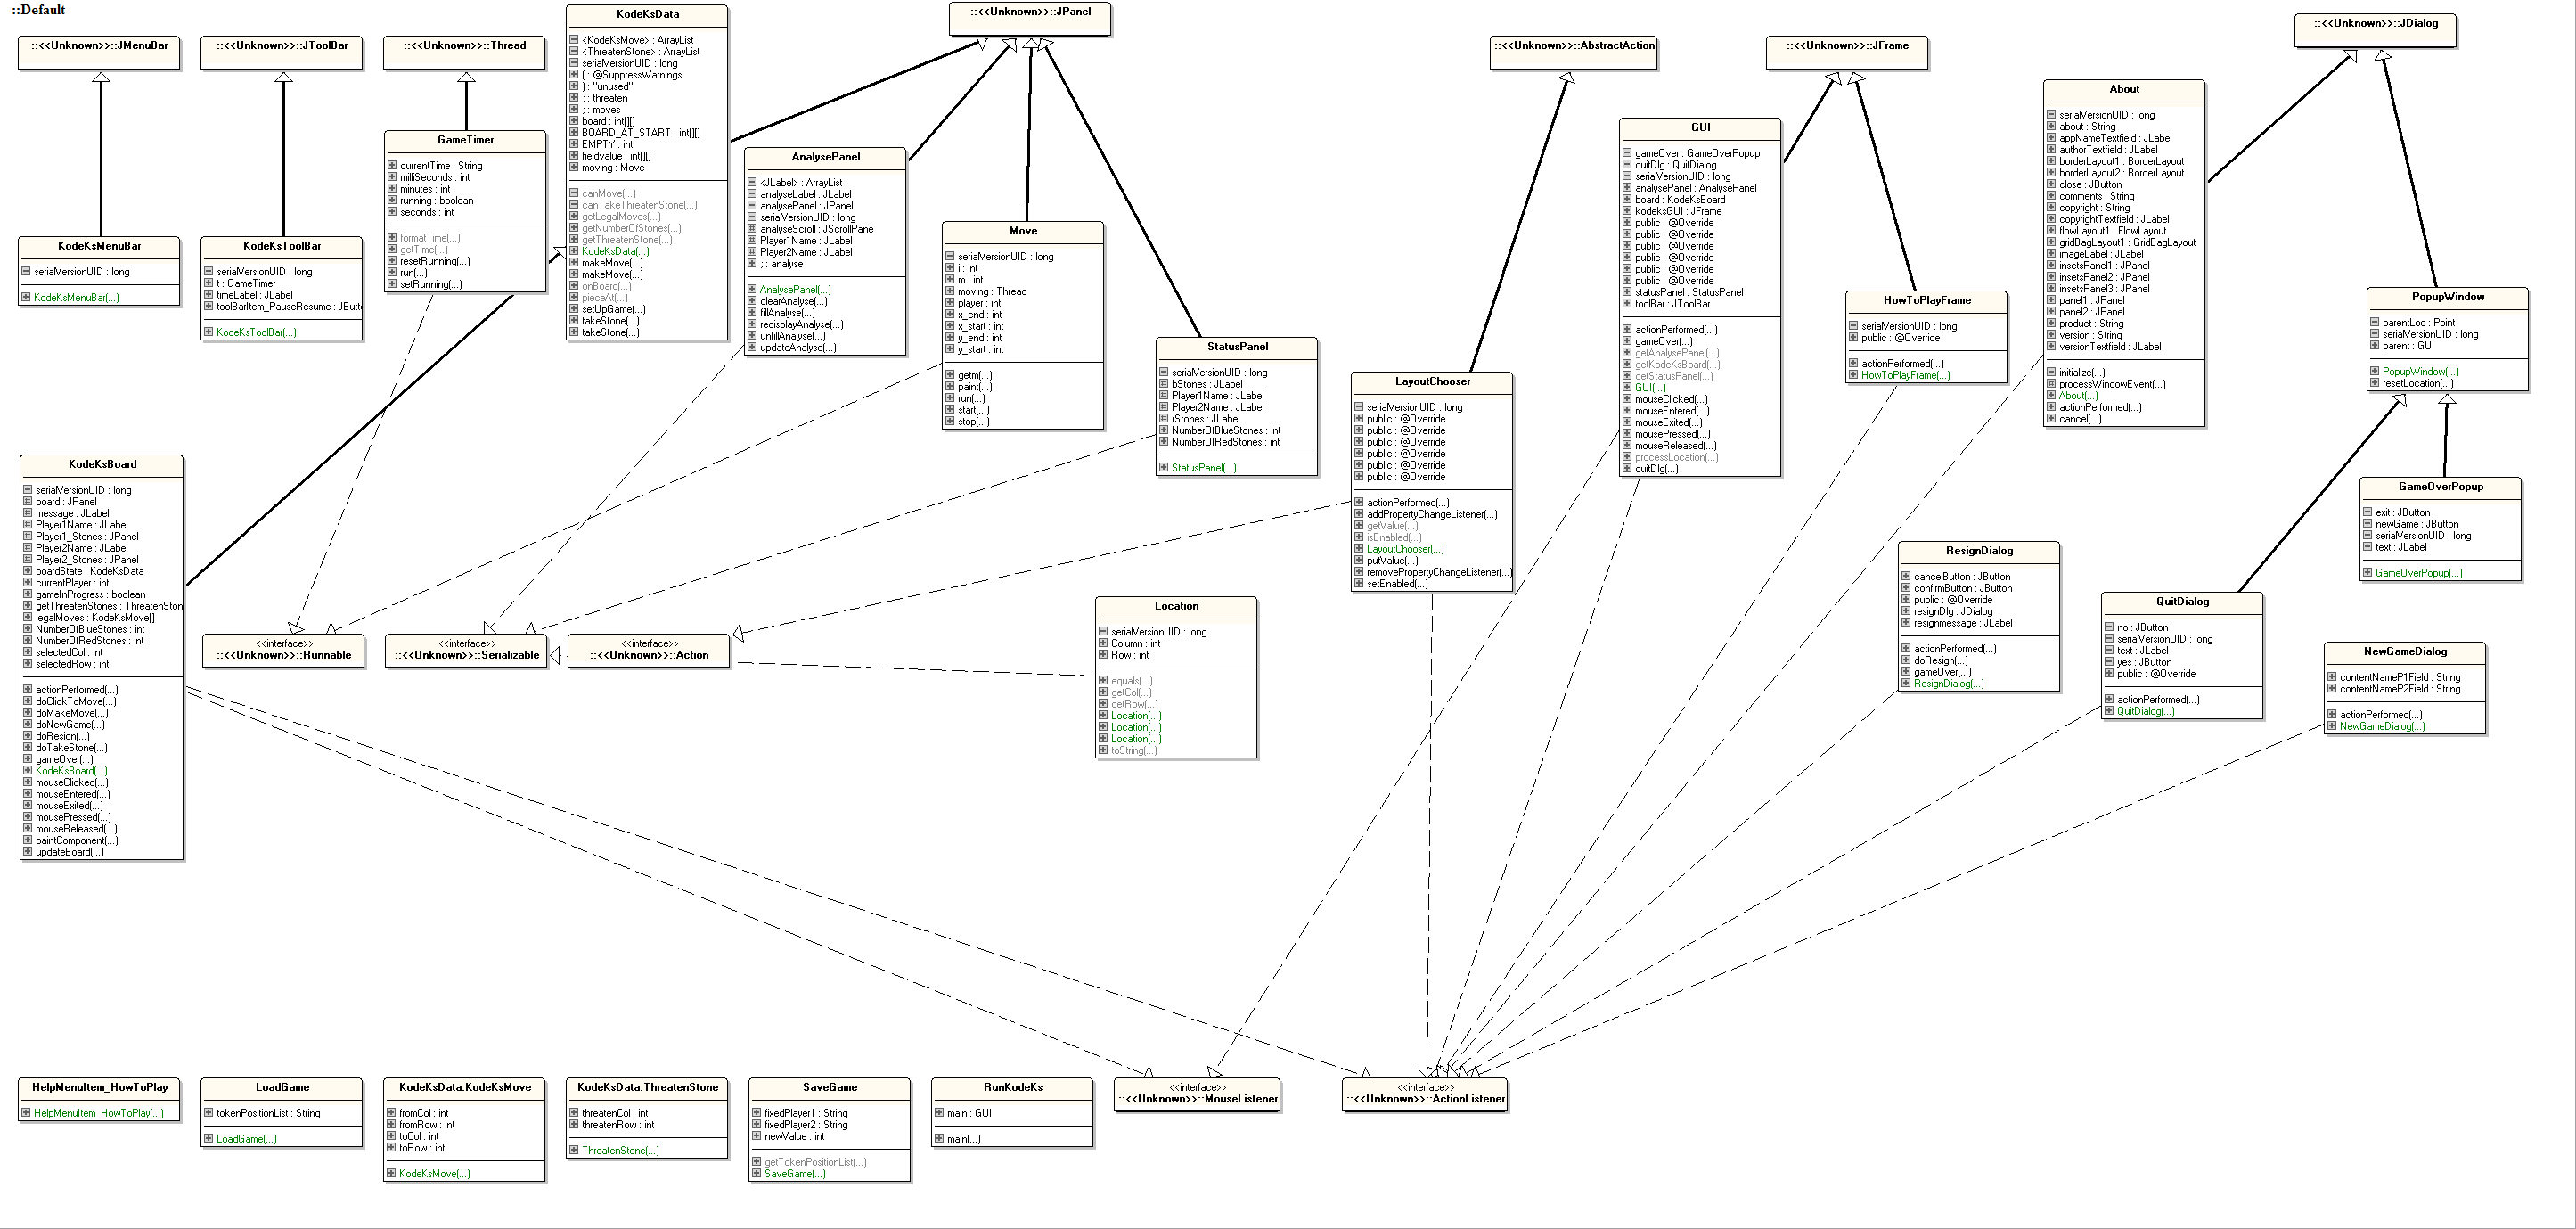 ::Default
::<<Unknown>>::JMenuBar
::<<Unknown>>::JToolBar
::<<Unknown>>::Thread
KodeKsMenuBar
serialVersionUID : long
KodeKsMenuBar(...)
KodeKsToolBar
serialVersionUID : long
t : GameTimer
timeLabel : JLabel
toolBarItem_PauseResume : JButt
KodeKsToolBar(...)
GameTimer
currentTime : String
milliSeconds : int
minutes : int
running : boolean
seconds : int
formatTime(...)
getTime(...)
resetRunning(...)
run(...)
setRunning(...)
KodeKsData
<KodeKsMove> : ArrayList
<ThreatenStone> : ArrayList
serialVersionUID : long
( : @SuppressWarnings
) : "unused"
; : threaten
; : moves
board : int[][]
BOARD_AT_START : int[][]
EMPTY : int
fieldvalue : int[][]
moving : Move
canMove(...)
canTakeThreatenStone(...)
getLegalMoves(...)
getNumberOfStones(...)
getThreatenStone(...)
KodeKsData(...)
makeMove(...)
makeMove(...)
onBoard(...)
pieceAt(...)
setUpGame(...)
takeStone(...)
takeStone(...)
::<<Unknown>>::JPanel
AnalysePanel
<JLabel> : ArrayList
analyseLabel : JLabel
analysePanel : JPanel
serialVersionUID : long
analyseScroll : JScrollPane
Player1Name : JLabel
Player2Name : JLabel
; : analyse
AnalysePanel(...)
clearAnalyse(...)
fillAnalyse(...)
redisplayAnalyse(...)
unfillAnalyse(...)
updateAnalyse(...)
Move
serialVersionUID : long
i : int
m : int
moving : Thread
player : int
x_end : int
x_start : int
y_end : int
y_start : int
getm(...)
paint(...)
run(...)
start(...)
stop(...)
StatusPanel
serialVersionUID : long
bStones : JLabel
Player1Name : JLabel
Player2Name : JLabel
rStones : JLabel
NumberOfBlueStones : int
NumberOfRedStones : int
StatusPanel(...)
::<<Unknown>>::AbstractAction
LayoutChooser
serialVersionUID : long
public : @Override
public : @Override
public : @Override
public : @Override
public : @Override
public : @Override
actionPerformed(...)
addPropertyChangeListener(...)
getValue(...)
isEnabled(...)
LayoutChooser(...)
putValue(...)
removePropertyChangeListener(...)
setEnabled(...)
::<<Unknown>>::JFrame
GUI
gameOver : GameOverPopup
quitDlg : QuitDialog
serialVersionUID : long
analysePanel : AnalysePanel
board : KodeKsBoard
kodeksGUI : JFrame
public : @Override
public : @Override
public : @Override
public : @Override
public : @Override
public : @Override
statusPanel : StatusPanel
toolBar : JToolBar
actionPerformed(...)
gameOver(...)
getAnalysePanel(...)
getKodeKsBoard(...)
getStatusPanel(...)
GUI(...)
mouseClicked(...)
mouseEntered(...)
mouseExited(...)
mousePressed(...)
mouseReleased(...)
processLocation(...)
quitDlg(...)
HowToPlayFrame
serialVersionUID : long
public : @Override
actionPerformed(...)
HowToPlayFrame(...)
::<<Unknown>>::JDialog
About
serialVersionUID : long
about : String
appNameTextfield : JLabel
authorTextfield : JLabel
borderLayout1 : BorderLayout
borderLayout2 : BorderLayout
close : JButton
comments : String
copyright : String
copyrightTextfield : JLabel
flowLayout1 : FlowLayout
gridBagLayout1 : GridBagLayout
imageLabel : JLabel
insetsPanel1 : JPanel
insetsPanel2 : JPanel
insetsPanel3 : JPanel
panel1 : JPanel
panel2 : JPanel
product : String
version : String
versionTextfield : JLabel
initialize(...)
processWindowEvent(...)
About(...)
actionPerformed(...)
cancel(...)
PopupWindow
parentLoc : Point
serialVersionUID : long
parent : GUI
PopupWindow(...)
resetLocation(...)
GameOverPopup
exit : JButton
newGame : JButton
serialVersionUID : long
text : JLabel
GameOverPopup(...)
KodeKsBoard
serialVersionUID : long
board : JPanel
message : JLabel
Player1Name : JLabel
Player1_Stones : JPanel
Player2Name : JLabel
Player2_Stones : JPanel
boardState : KodeKsData
currentPlayer : int
gameInProgress : boolean
getThreatenStones : ThreatenSton
legalMoves : KodeKsMove[]
NumberOfBlueStones : int
NumberOfRedStones : int
selectedCol : int
selectedRow : int
actionPerformed(...)
doClickToMove(...)
doMakeMove(...)
doNewGame(...)
doResign(...)
doTakeStone(...)
gameOver(...)
KodeKsBoard(...)
mouseClicked(...)
mouseEntered(...)
mouseExited(...)
mousePressed(...)
mouseReleased(...)
paintComponent(...)
updateBoard(...)
<<interface>>
::<<Unknown>>::Runnable
<<interface>>
::<<Unknown>>::Serializable
<<interface>>
::<<Unknown>>::Action
Location
serialVersionUID : long
Column : int
Row : int
equals(...)
getCol(...)
getRow(...)
Location(...)
Location(...)
Location(...)
toString(...)
ResignDialog
cancelButton : JButton
confirmButton : JButton
public : @Override
resignDlg : JDialog
resignmessage : JLabel
actionPerformed(...)
doResign(...)
gameOver(...)
ResignDialog(...)
QuitDialog
no : JButton
serialVersionUID : long
text : JLabel
yes : JButton
public : @Override
actionPerformed(...)
QuitDialog(...)
NewGameDialog
contentNameP1Field : String
contentNameP2Field : String
actionPerformed(...)
NewGameDialog(...)
HelpMenuItem_HowToPlay
HelpMenuItem_HowToPlay(...)
LoadGame
tokenPositionList : String
LoadGame(...)
KodeKsData.KodeKsMove
fromCol : int
fromRow : int
toCol : int
toRow : int
KodeKsMove(...)
KodeKsData.ThreatenStone
threatenCol : int
threatenRow : int
ThreatenStone(...)
SaveGame
fixedPlayer1 : String
fixedPlayer2 : String
newValue : int
getTokenPositionList(...)
SaveGame(...)
RunKodeKs
main : GUI
main(...)
<<interface>>
::<<Unknown>>::MouseListener
<<interface>>
::<<Unknown>>::ActionListener